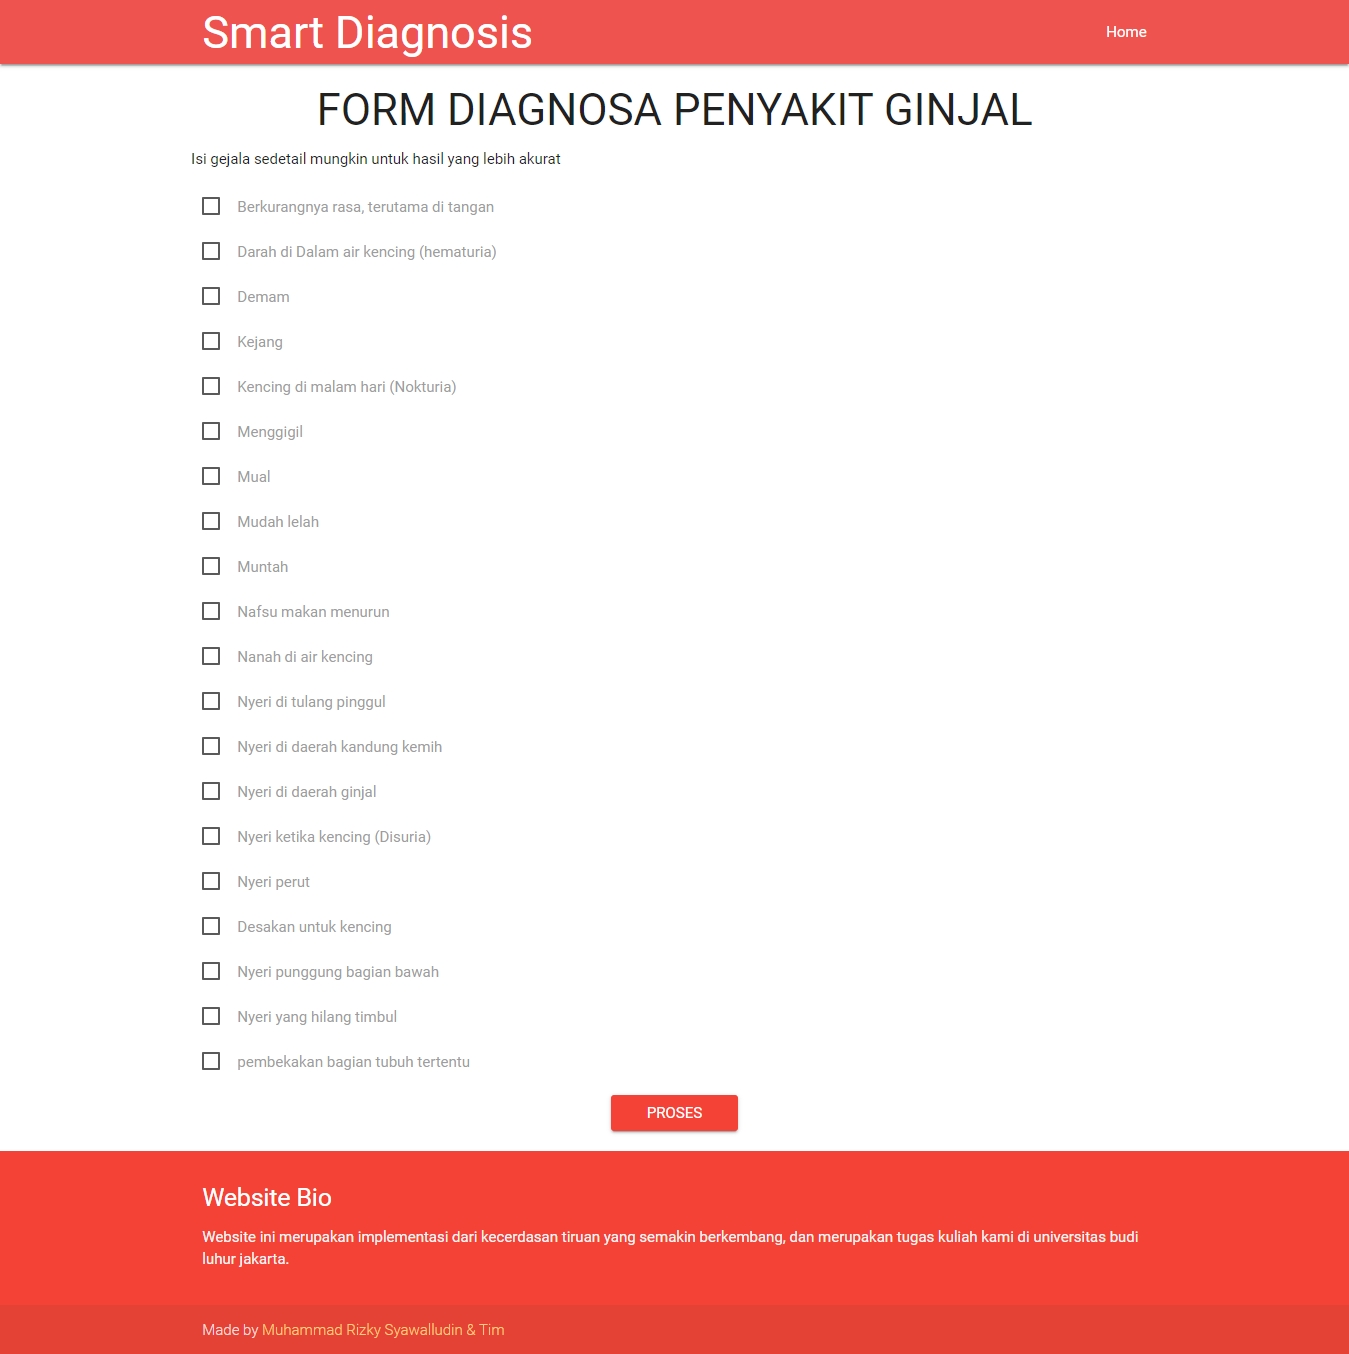 Smart Diagnosis
Home
FORM DIAGNOSA PENYAKIT GINJAL
Isi gejala sedetail mungkin untuk hasil yang lebih akurat
Berkurangnya rasa, terutama di tangan
Darah di Dalam air kencing (hematuria)
Demam
Kejang
Kencing di malam hari (Nokturia)
Menggigil
Mual
Mudah lelah
Muntah
Nafsu makan menurun
Nanah di air kencing
Nyeri di tulang pinggul
Nyeri di daerah kandung kemih
Nyeri di daerah ginjal
Nyeri ketika kencing (Disuria)
Nyeri perut
Desakan untuk kencing
Nyeri punggung bagian bawah
Nyeri yang hilang timbul
pembekakan bagian tubuh tertentu
PROSES
Website Bio
Website ini merupakan implementasi dari kecerdasan tiruan yang semakin berkembang, dan merupakan tugas kuliah kami di universitas budi
luhur jakarta.
Made by Muhammad Rizky Syawalludin & Tim